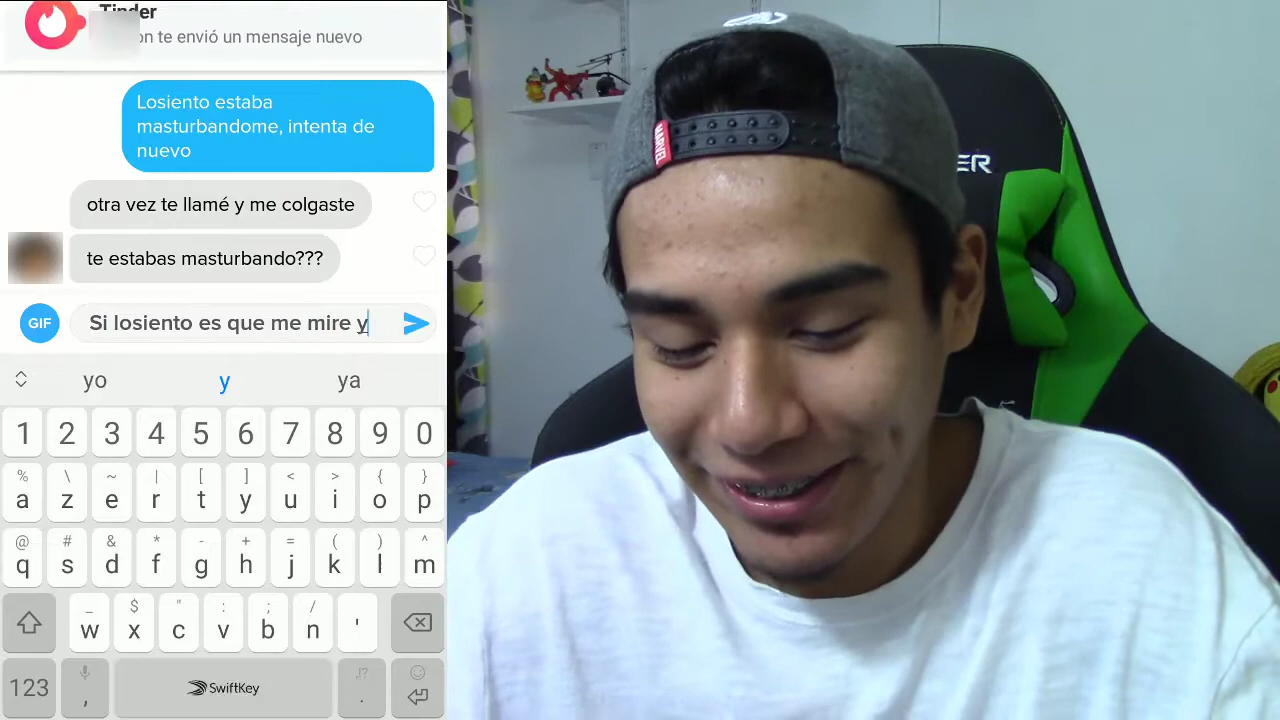 Tinder
on te envió un mensaje nuevo
Losiento estaba
masturbandome, intenta de
nuevo
otra vez te llamé y me colgaste
te estabas masturbando???
GIF
Si losiento es que me mire y
yo y ya
1 2 3 4 5 6 7 8 9 0
% \ ~ | [ ] < > { }
a z e r t y u i o p
@ # & * - + = ( ) ^
q s d f g h j k l m
_ $ " : ; /
w x c v b n '
123 , SwiftKey .
MARVEL
ER